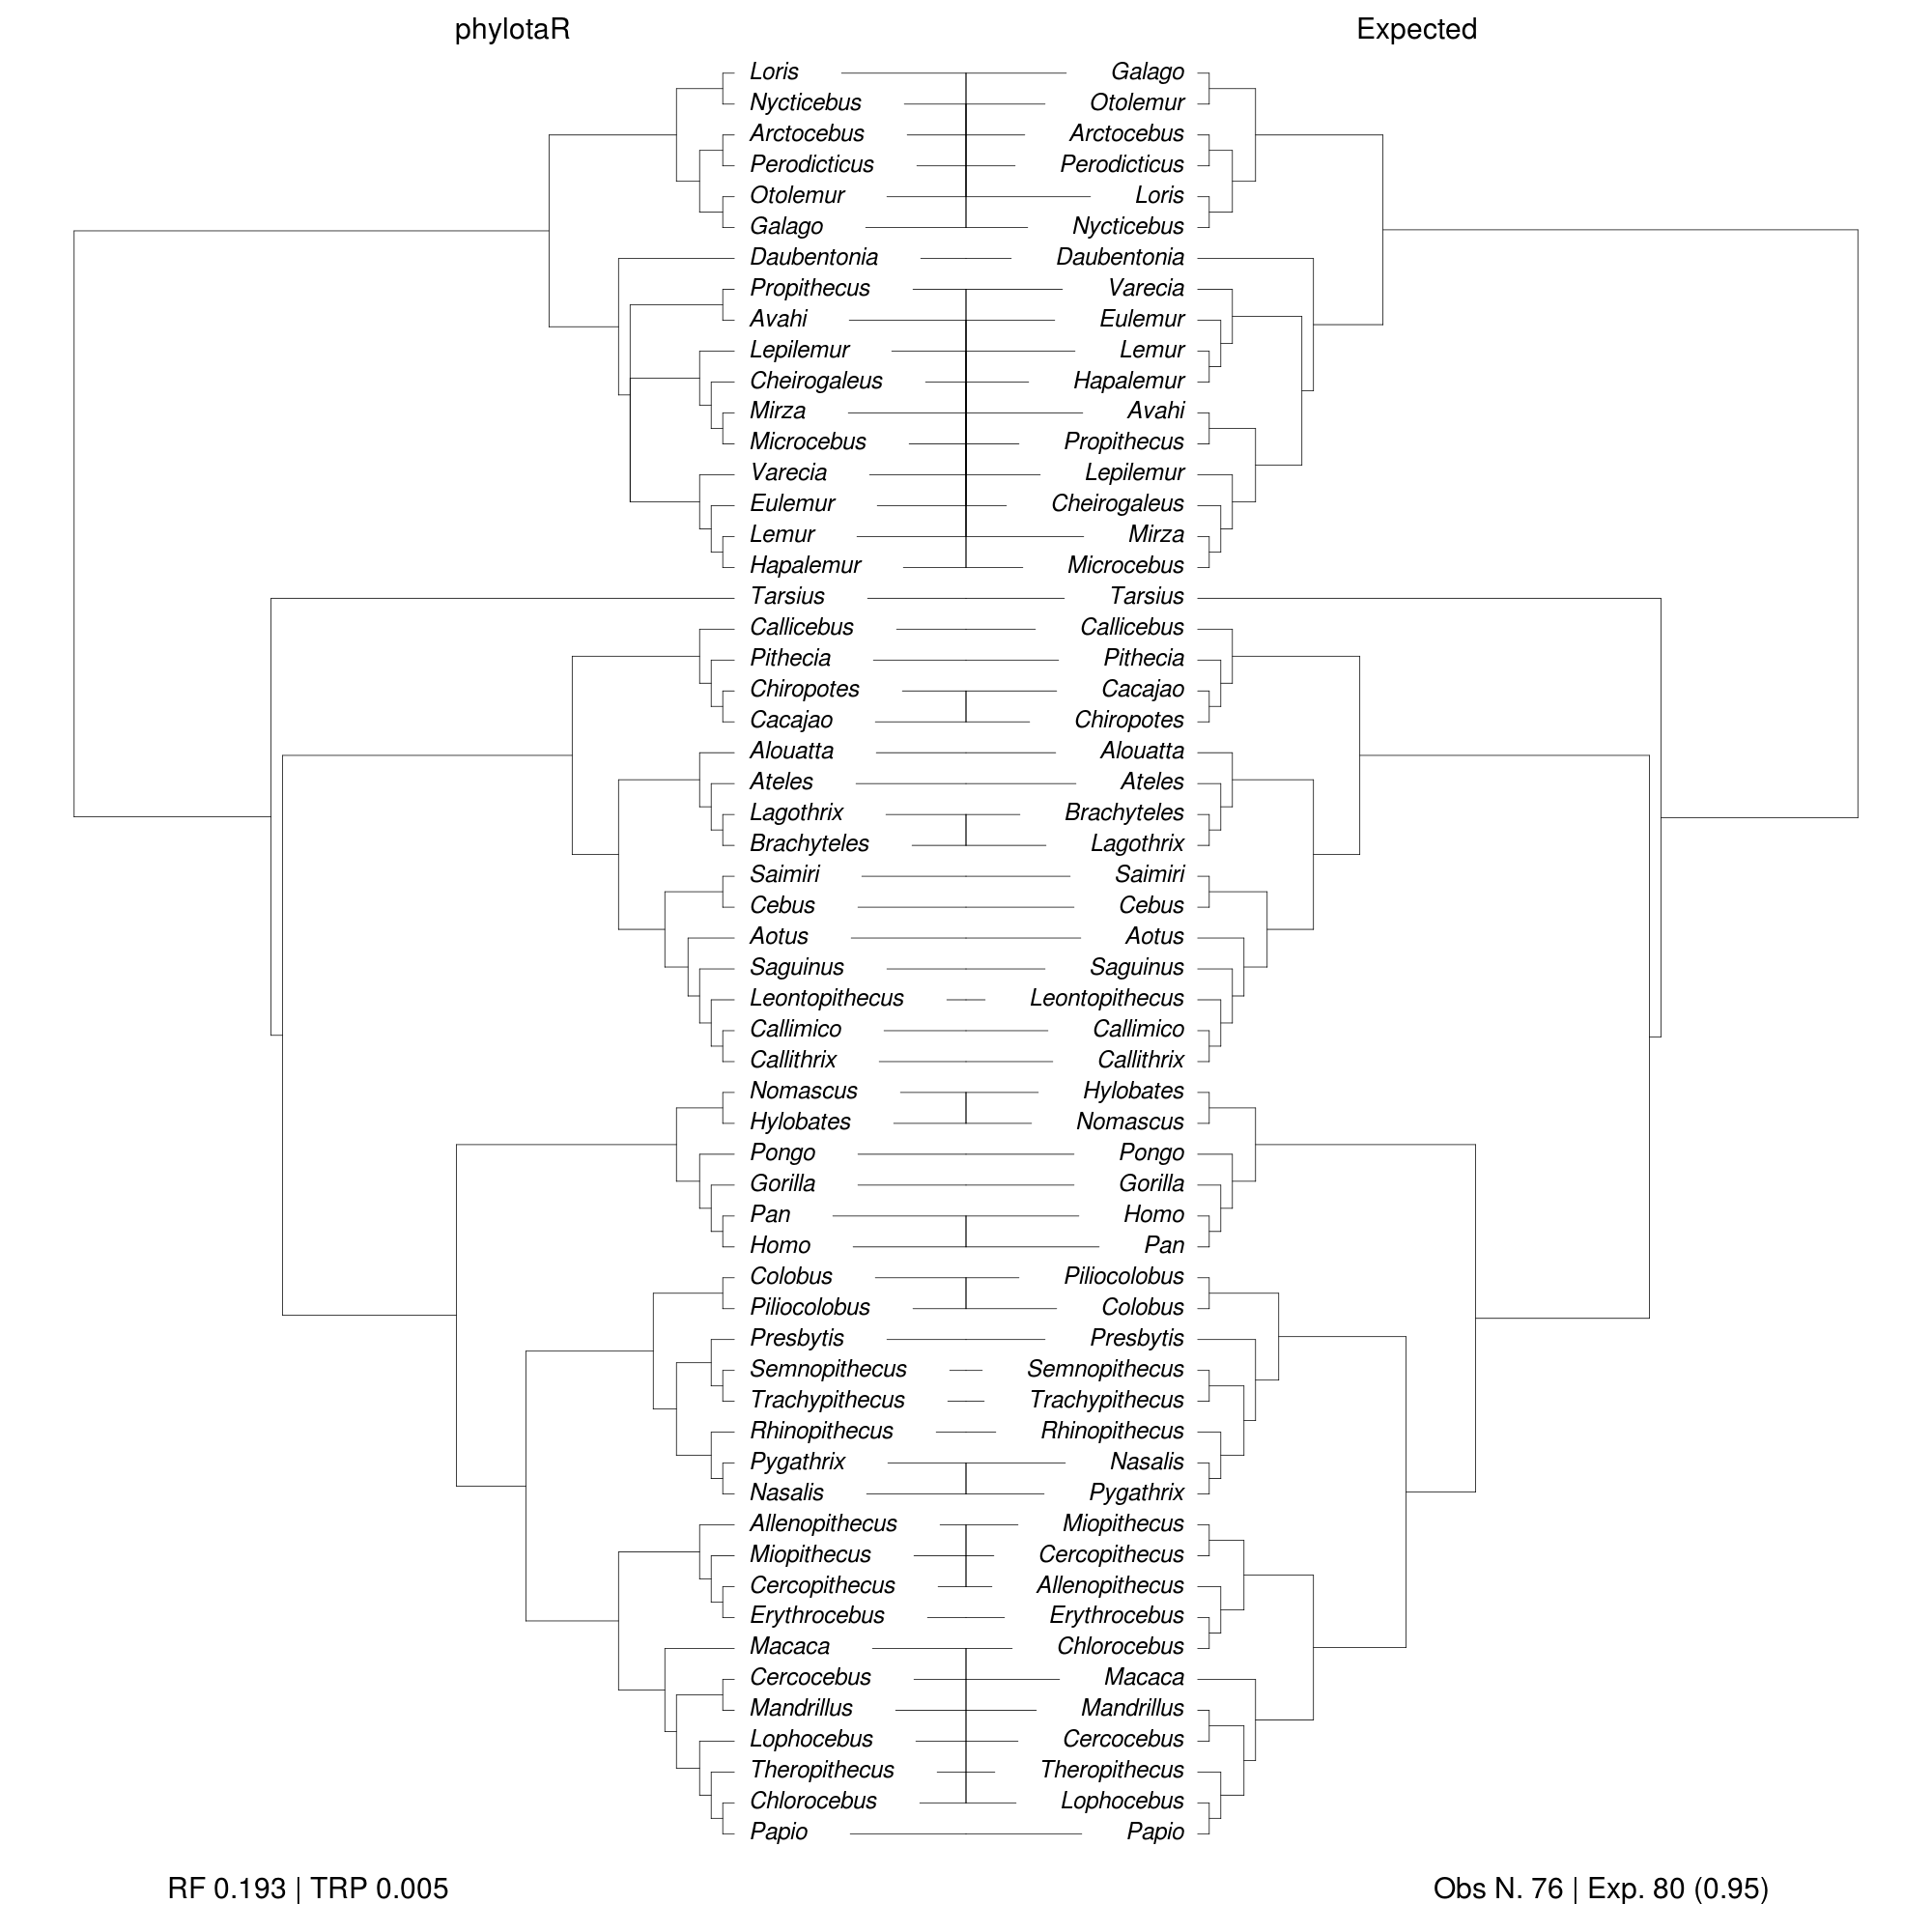 phylotaR Expected
Loris Galago
Nycticebus Otolemur
Arctocebus Arctocebus
Perodicticus Perodicticus
Otolemur Loris
Galago Nycticebus
Daubentonia Daubentonia
Propithecus Varecia
Avahi Eulemur
Lepilemur Lemur
Cheirogaleus Hapalemur
Mirza Avahi
Microcebus Propithecus
Varecia Lepilemur
Eulemur Cheirogaleus
Lemur Mirza
Hapalemur Microcebus
Tarsius Tarsius
Callicebus Callicebus
Pithecia Pithecia
Chiropotes Cacajao
Cacajao Chiropotes
Alouatta Alouatta
Ateles Ateles
Lagothrix Brachyteles
Brachyteles Lagothrix
Saimiri Saimiri
Cebus Cebus
Aotus Aotus
Saguinus Saguinus
Leontopithecus Leontopithecus
Callimico Callimico
Callithrix Callithrix
Nomascus Hylobates
Hylobates Nomascus
Pongo Pongo
Gorilla Gorilla
Pan Homo
Homo Pan
Colobus Piliocolobus
Piliocolobus Colobus
Presbytis Presbytis
Semnopithecus Semnopithecus
Trachypithecus Trachypithecus
Rhinopithecus Rhinopithecus
Pygathrix Nasalis
Nasalis Pygathrix
Allenopithecus Miopithecus
Miopithecus Cercopithecus
Cercopithecus Allenopithecus
Erythrocebus Erythrocebus
Macaca Chlorocebus
Cercocebus Macaca
Mandrillus Mandrillus
Lophocebus Cercocebus
Theropithecus Theropithecus
Chlorocebus Lophocebus
Papio Papio
RF 0.193 | TRP 0.005 Obs N. 76 | Exp. 80 (0.95)